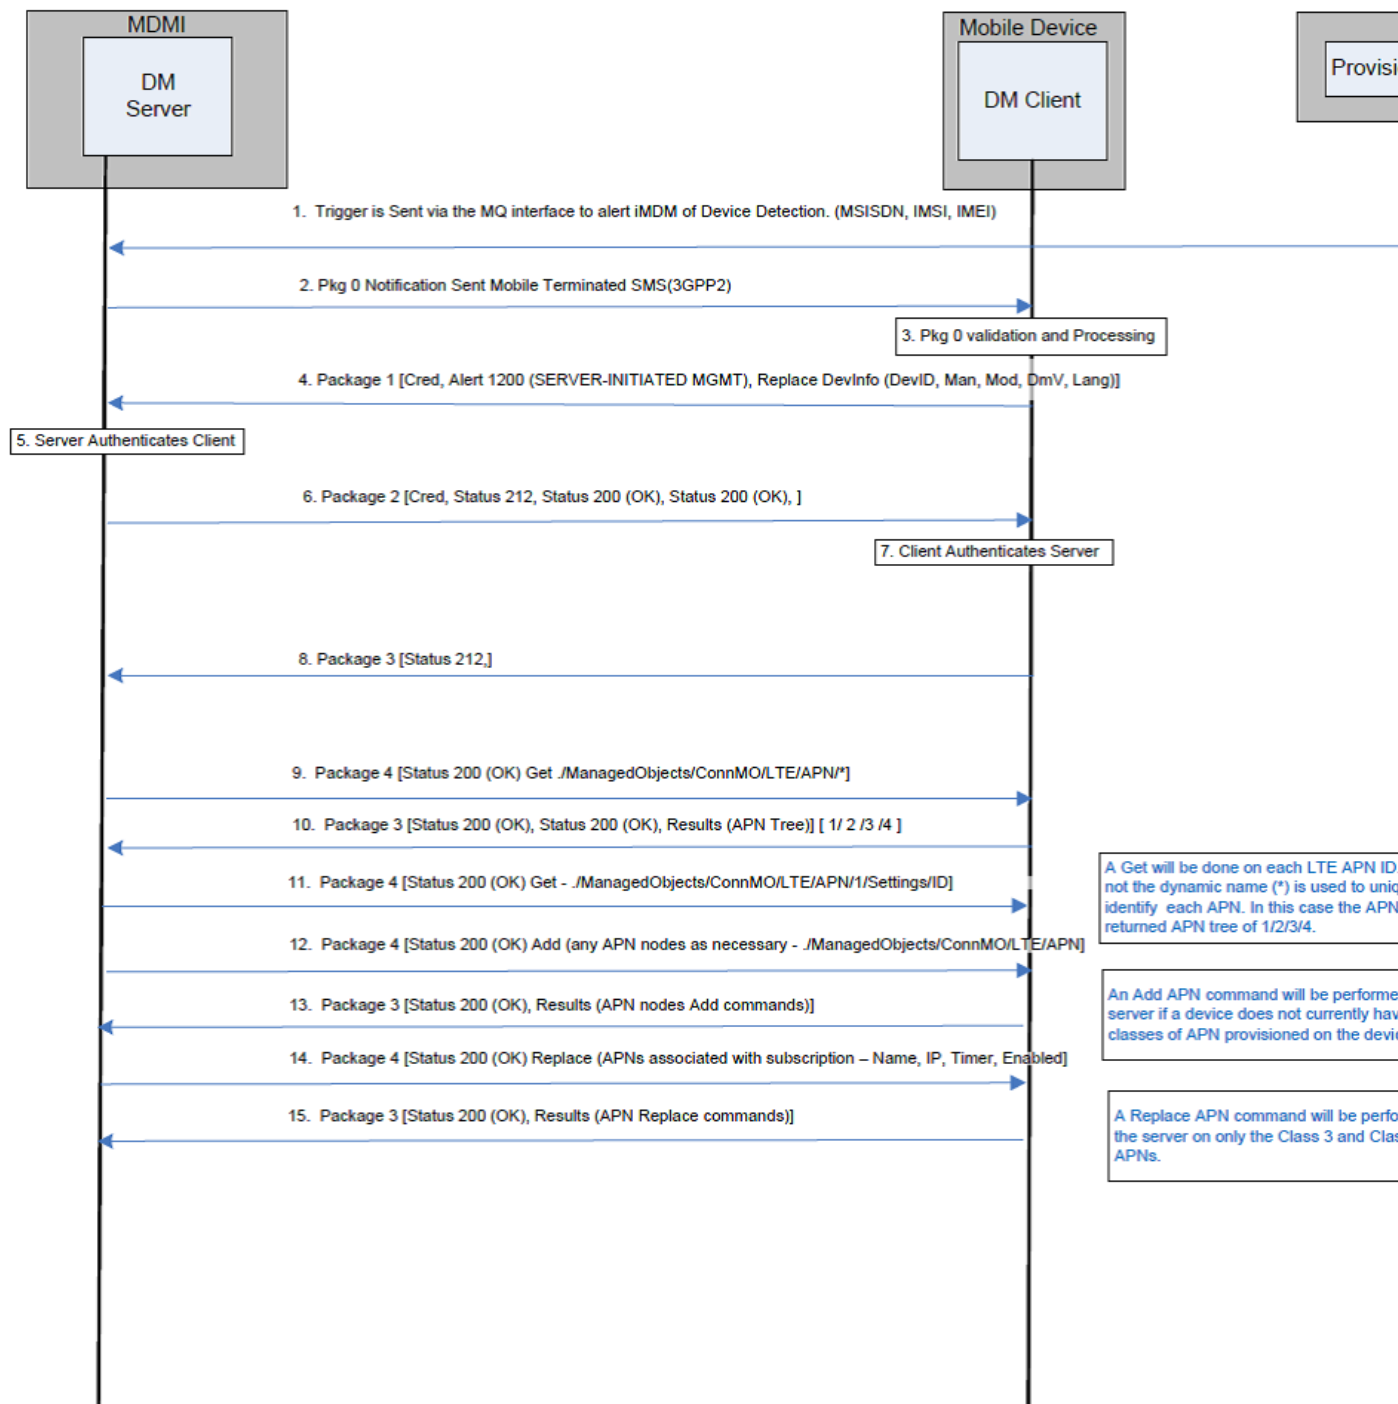 MDMI
DM
Server
Mobile Device
DM Client
1. Trigger is Sent via the MQ interface to alert iMDM of Device Detection. (MSISDN, IMSI, IMEI)
2. Pkg 0 Notification Sent Mobile Terminated SMS(3GPP2)
3. Pkg 0 validation and Processing
4. Package 1 [Cred, Alert 1200 (SERVER-INITIATED MGMT), Replace DevInfo (DevID, Man, Mod, DmV, Lang)]
5. Server Authenticates Client
6. Package 2 [Cred, Status 212, Status 200 (OK), Status 200 (OK), ]
7. Client Authenticates Server
8. Package 3 [Status 212,]
9. Package 4 [Status 200 (OK) Get ./ManagedObjects/ConnMO/LTE/APN/*]
10. Package 3 [Status 200 (OK), Status 200 (OK), Results (APN Tree)] [ 1/ 2 /3 /4 ]
11. Package 4 [Status 200 (OK) Get - ./ManagedObjects/ConnMO/LTE/APN/1/Settings/ID]
A Get will be done on each LTE APN ID.
not the dynamic name (*) is used to
identify each APN. In this case the APN
returned APN tree of 1/2/3/4.
12. Package 4 [Status 200 (OK) Add (any APN nodes as necessary - ./ManagedObjects/ConnMO/LTE/APN]
13. Package 3 [Status 200 (OK), Results (APN nodes Add commands)]
An Add APN command will be
server if a device does not currently
classes of APN provisioned on the
14. Package 4 [Status 200 (OK) Replace (APNs associated with subscription – Name, IP, Timer, Enabled]
15. Package 3 [Status 200 (OK), Results (APN Replace commands)]
A Replace APN command will be
the server on only the Class 3 and
APNs.